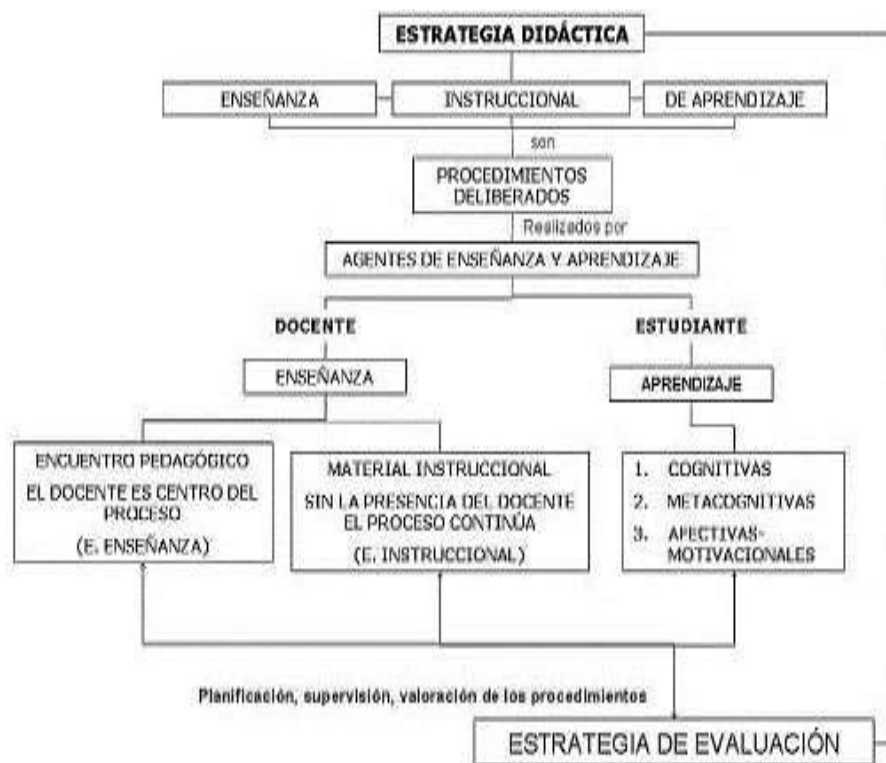 ESTRATEGIA DIDÁCTICA
ENSEÑANZA
INSTRUCCIONAL
DE APRENDIZAJE
son
PROCEDIMIENTOS
DELIBERADOS
Realizados por
AGENTES DE ENSEÑANZA Y APRENDIZAJE
DOCENTE
ESTUDIANTE
ENSEÑANZA
APRENDIZAJE
ENCUENTRO PEDAGÓGICO
EL DOCENTE ES CENTRO DEL
PROCESO
(E. ENSEÑANZA)
MATERIAL INSTRUCCIONAL
SIN LA PRESENCIA DEL DOCENTE
EL PROCESO CONTINÚA
(E. INSTRUCCIONAL)
1. COGNITIVAS
2. METACOGNITIVAS
3. AFECTIVAS-
MOTIVACIONALES
Planificación, supervisión, valoración de los procedimientos
ESTRATEGIA DE EVALUACIÓN